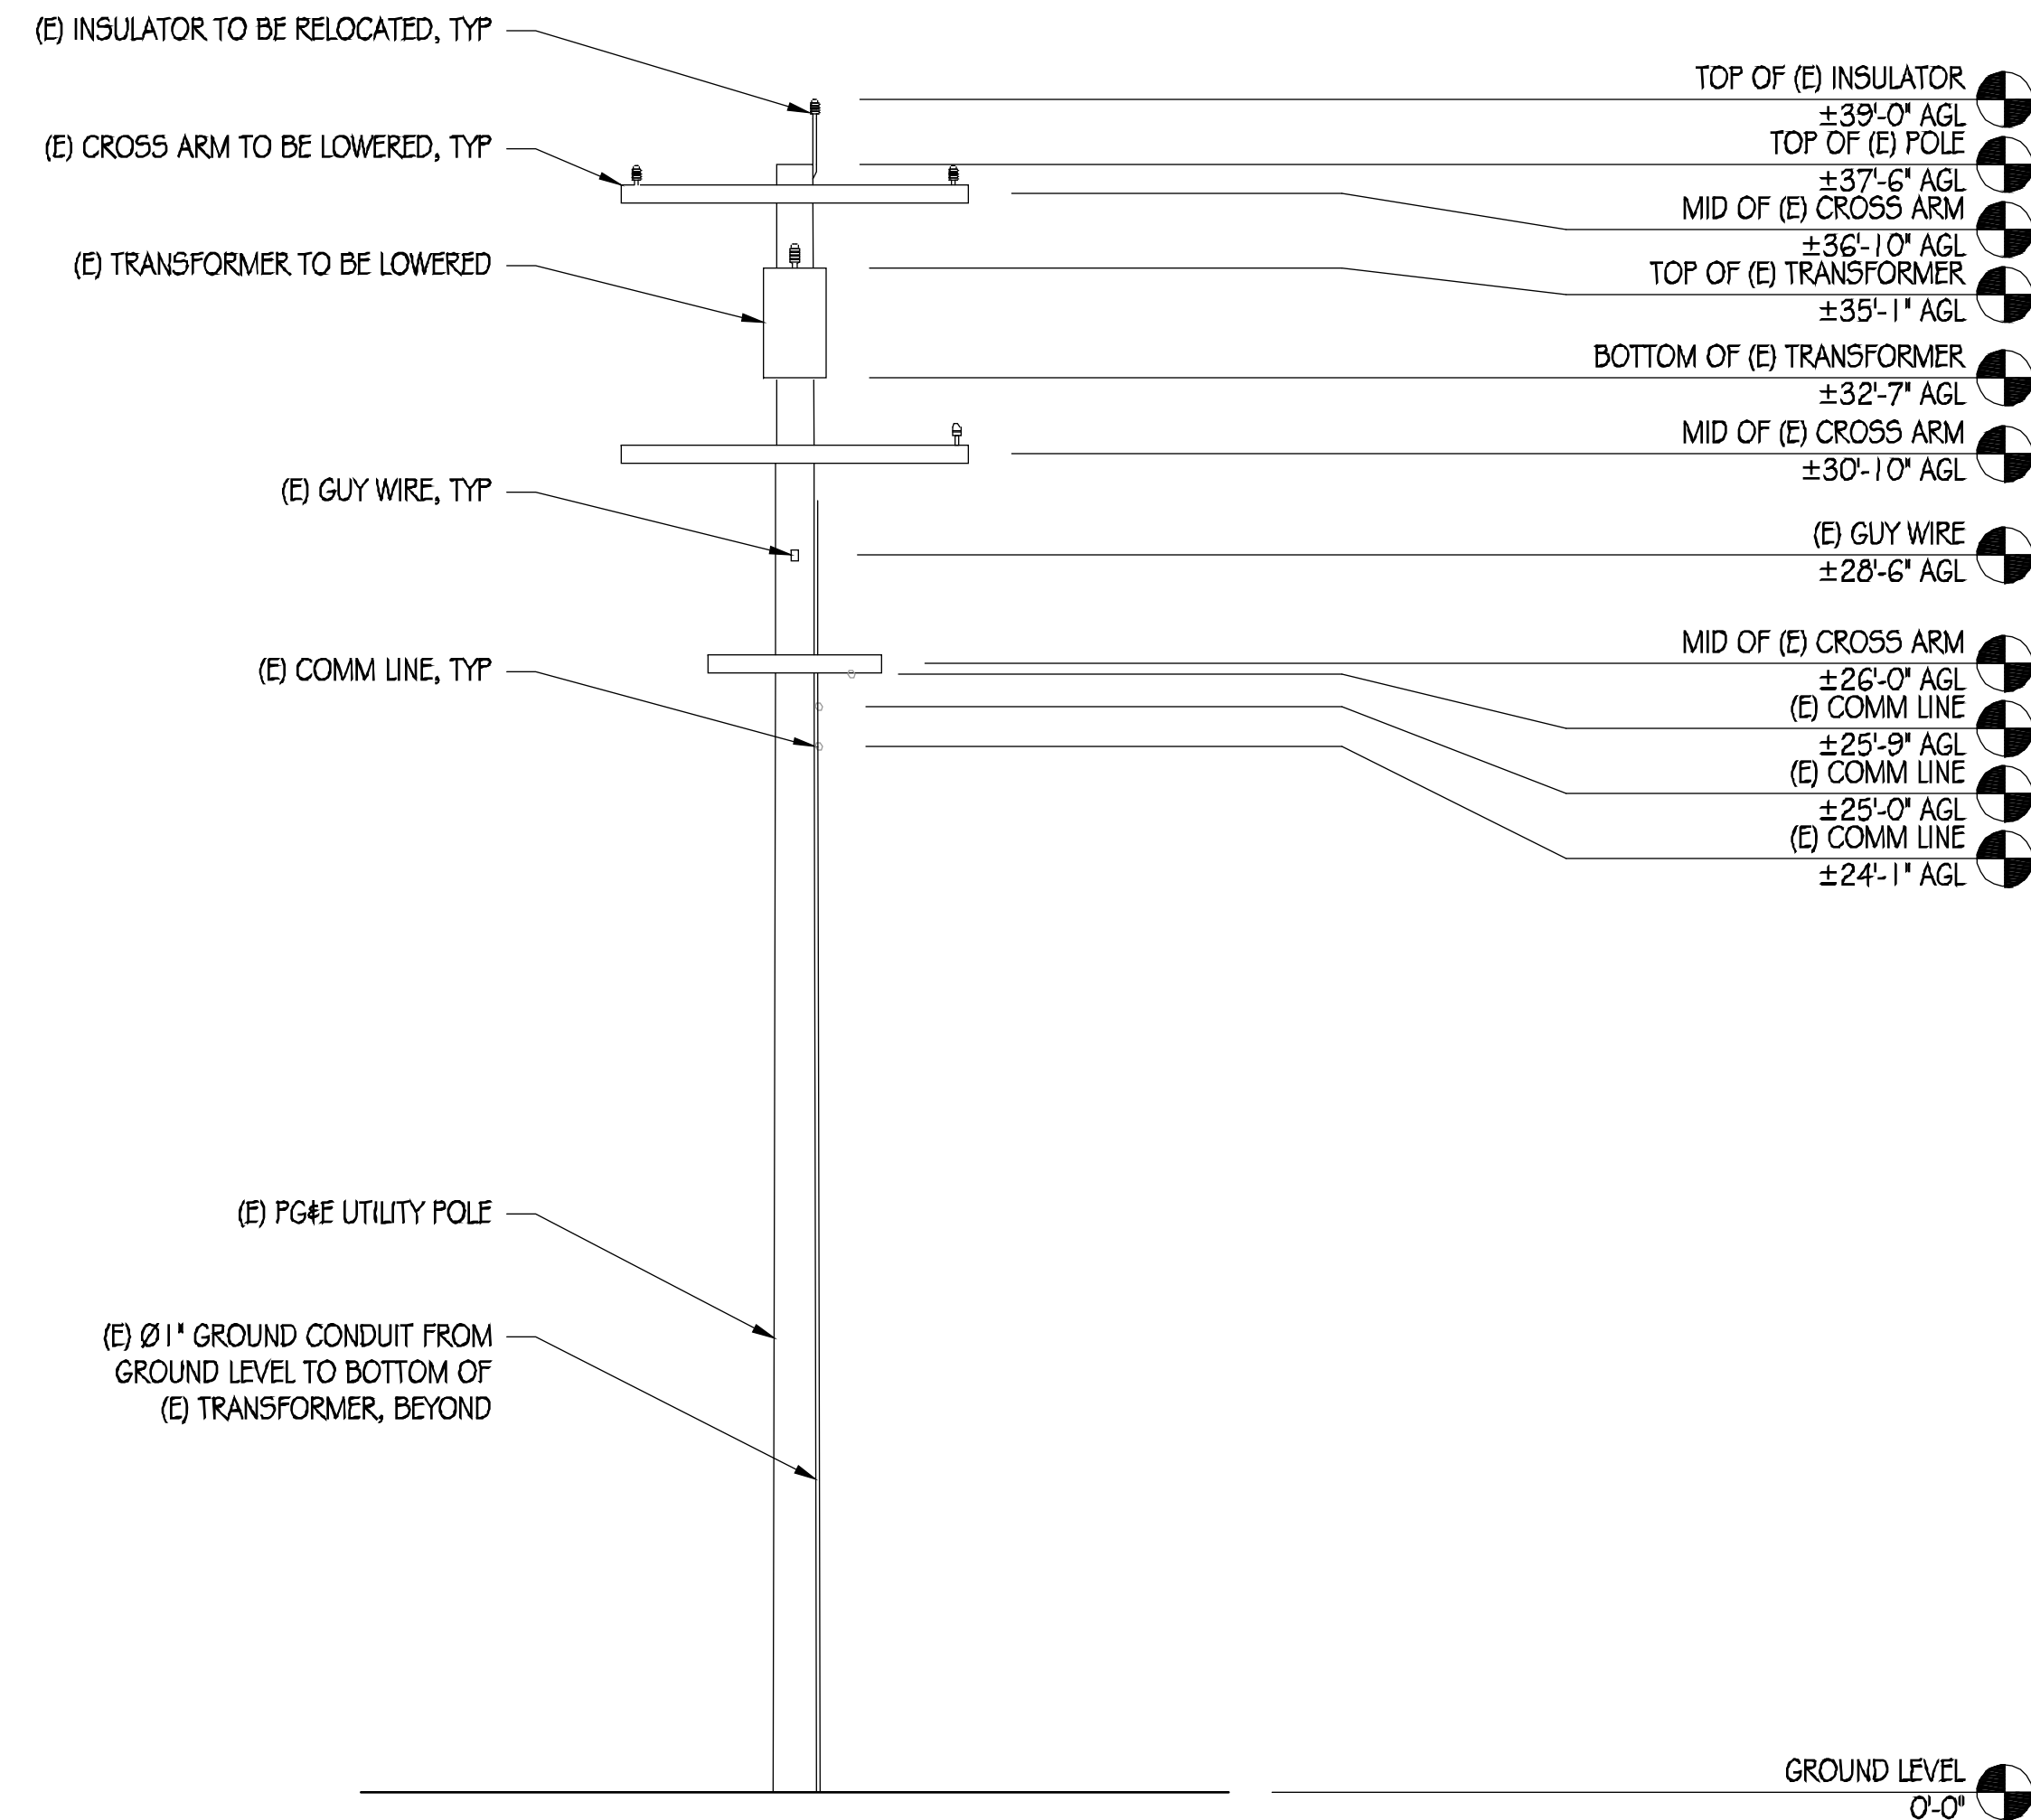 (E) INSULATOR TO BE RELOCATED, TYP
(E) CROSS ARM TO BE LOWERED, TYP
(E) TRANSFORMER TO BE LOWERED
(E) GUY WIRE, TYP
(E) COMM LINE, TYP
(E) PG&E UTILITY POLE
(E) Ø1" GROUND CONDUIT FROM
GROUND LEVEL TO BOTTOM OF
(E) TRANSFORMER, BEYOND
TOP OF (E) INSULATOR
±39'-0" AGL
TOP OF (E) POLE
±37'-6" AGL
MID OF (E) CROSS ARM
±36'-10" AGL
TOP OF (E) TRANSFORMER
±35'-1" AGL
BOTTOM OF (E) TRANSFORMER
±32'-7" AGL
MID OF (E) CROSS ARM
±30'-10" AGL
(E) GUY WIRE
±28'-6" AGL
MID OF (E) CROSS ARM
±26'-0" AGL
(E) COMM LINE
±25'-9" AGL
(E) COMM LINE
±25'-0" AGL
(E) COMM LINE
±24'-1" AGL
GROUND LEVEL
0'-0"